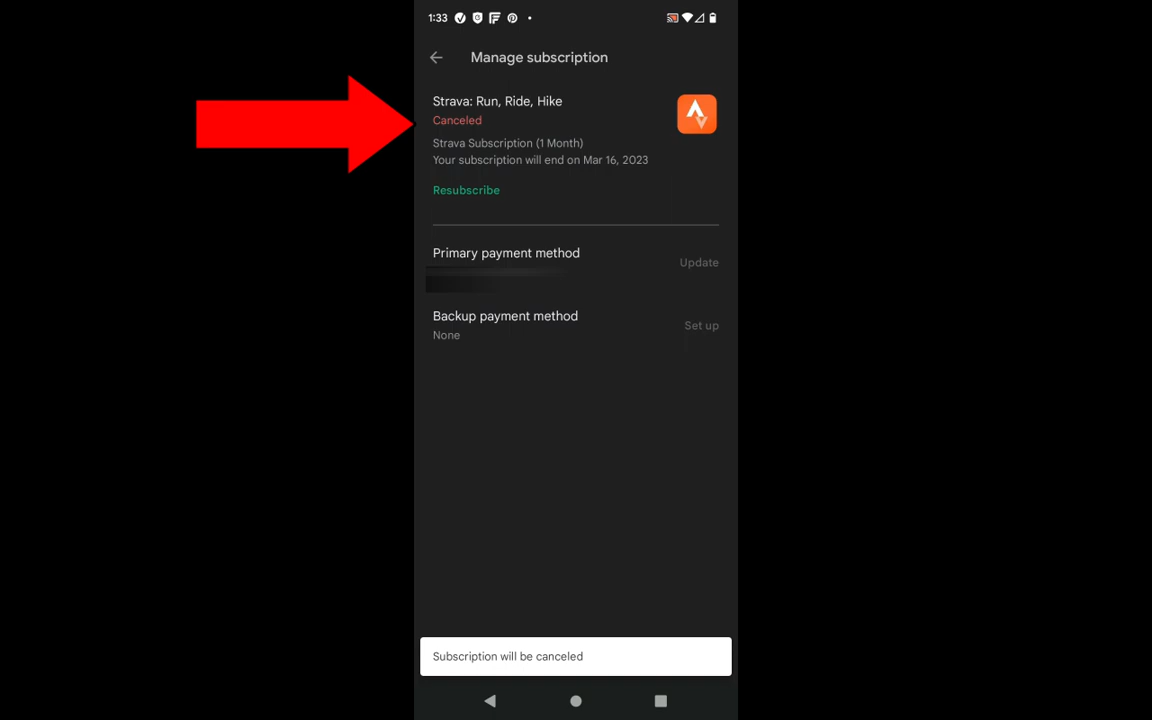 1:33
Manage subscription
Strava: Run, Ride, Hike
Canceled
Strava Subscription (1 Month)
Your subscription will end on Mar 16, 2023
Resubscribe
Primary payment method
Update
Backup payment method
Set up
None
Subscription will be canceled